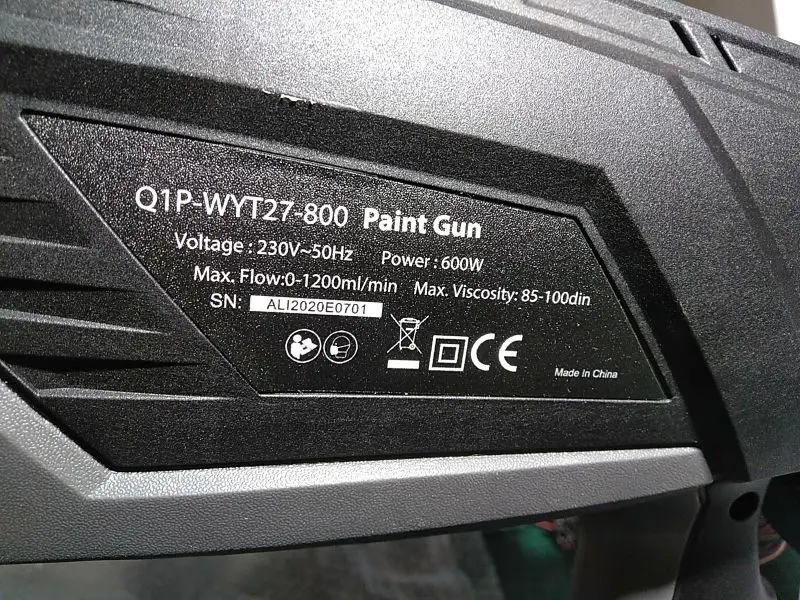 Q1P-WYT27-800 Paint Gun
Voltage : 230V~50Hz Power : 600W
Max. Flow:0-1200ml/min Max. Viscosity: 85-100din
SN: ALI2020E0701
CE
Made In China